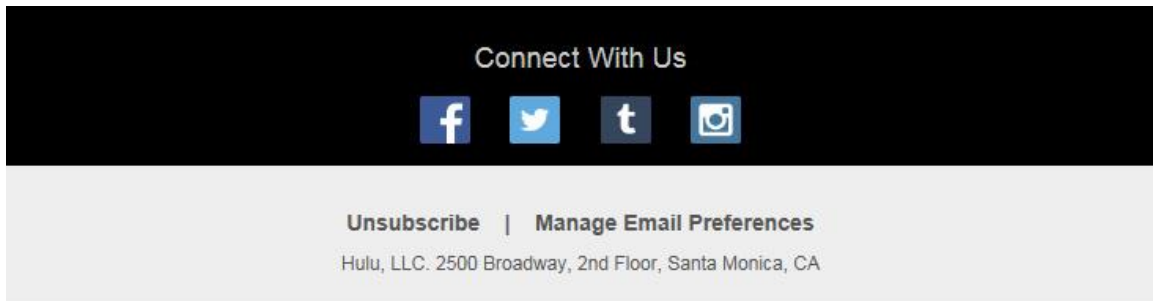 Connect With Us
f t
Unsubscribe | Manage Email Preferences
Hulu, LLC. 2500 Broadway, 2nd Floor, Santa Monica, CA